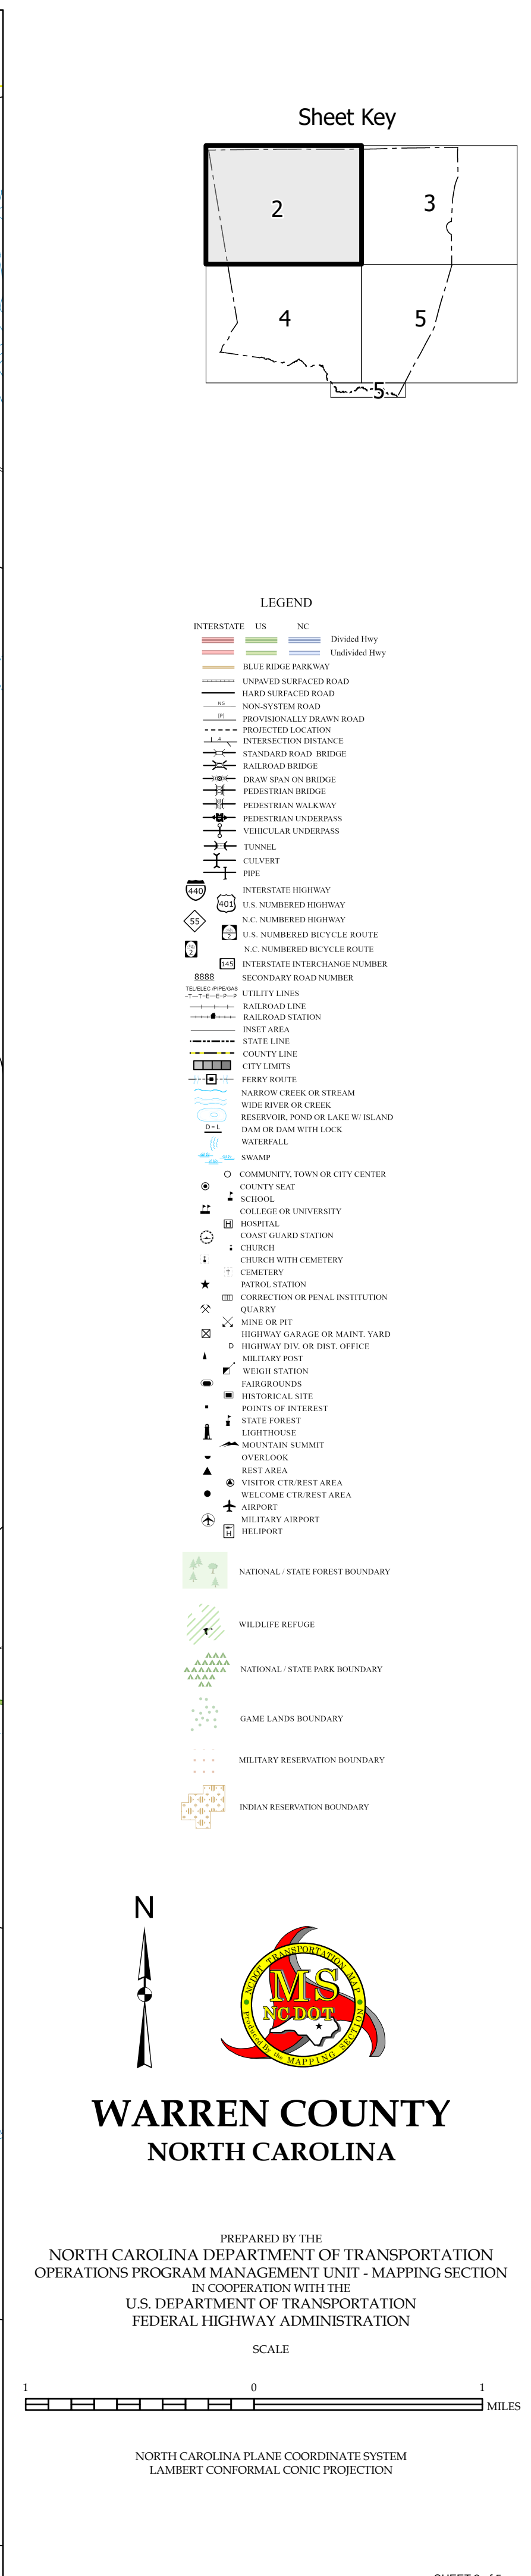 Sheet Key
2
3
4
5
5
LEGEND
INTERSTATE US NC
Divided Hwy
Undivided Hwy
BLUE RIDGE PARKWAY
UNPAVED SURFACED ROAD
HARD SURFACED ROAD
N S NON-SYSTEM ROAD
[P] PROVISIONALLY DRAWN ROAD
PROJECTED LOCATION
.4 INTERSECTION DISTANCE
STANDARD ROAD BRIDGE
RAILROAD BRIDGE
DRAW SPAN ON BRIDGE
PEDESTRIAN BRIDGE
PEDESTRIAN WALKWAY
PEDESTRIAN UNDERPASS
VEHICULAR UNDERPASS
TUNNEL
CULVERT
PIPE
440 INTERSTATE HIGHWAY
401 U.S. NUMBERED HIGHWAY
55 N.C. NUMBERED HIGHWAY
2 U.S. NUMBERED BICYCLE ROUTE
2 N.C. NUMBERED BICYCLE ROUTE
145 INTERSTATE INTERCHANGE NUMBER
8888 SECONDARY ROAD NUMBER
TEL/ELEC /PIPE/GAS
--T---T--E---E--P---P UTILITY LINES
RAILROAD LINE
RAILROAD STATION
INSET AREA
STATE LINE
COUNTY LINE
CITY LIMITS
FERRY ROUTE
NARROW CREEK OR STREAM
WIDE RIVER OR CREEK
RESERVOIR, POND OR LAKE W/ ISLAND
D-L DAM OR DAM WITH LOCK
WATERFALL
SWAMP
COMMUNITY, TOWN OR CITY CENTER
COUNTY SEAT
SCHOOL
COLLEGE OR UNIVERSITY
H HOSPITAL
COAST GUARD STATION
CHURCH
CHURCH WITH CEMETERY
CEMETERY
PATROL STATION
CORRECTION OR PENAL INSTITUTION
QUARRY
MINE OR PIT
HIGHWAY GARAGE OR MAINT. YARD
D HIGHWAY DIV. OR DIST. OFFICE
MILITARY POST
WEIGH STATION
FAIRGROUNDS
HISTORICAL SITE
POINTS OF INTEREST
STATE FOREST
LIGHTHOUSE
MOUNTAIN SUMMIT
OVERLOOK
REST AREA
VISITOR CTR/REST AREA
WELCOME CTR/REST AREA
AIRPORT
MILITARY AIRPORT
H HELIPORT
NATIONAL / STATE FOREST BOUNDARY
WILDLIFE REFUGE
NATIONAL / STATE PARK BOUNDARY
GAME LANDS BOUNDARY
MILITARY RESERVATION BOUNDARY
INDIAN RESERVATION BOUNDARY
N
NCDOT TRANSPORTATION MAP
MS
NCDOT
Produced By the MAPPING SECTION
WARREN COUNTY
NORTH CAROLINA
PREPARED BY THE
NORTH CAROLINA DEPARTMENT OF TRANSPORTATION
OPERATIONS PROGRAM MANAGEMENT UNIT - MAPPING SECTION
IN COOPERATION WITH THE
U.S. DEPARTMENT OF TRANSPORTATION
FEDERAL HIGHWAY ADMINISTRATION
SCALE
1 0 1
MILES
NORTH CAROLINA PLANE COORDINATE SYSTEM
LAMBERT CONFORMAL CONIC PROJECTION